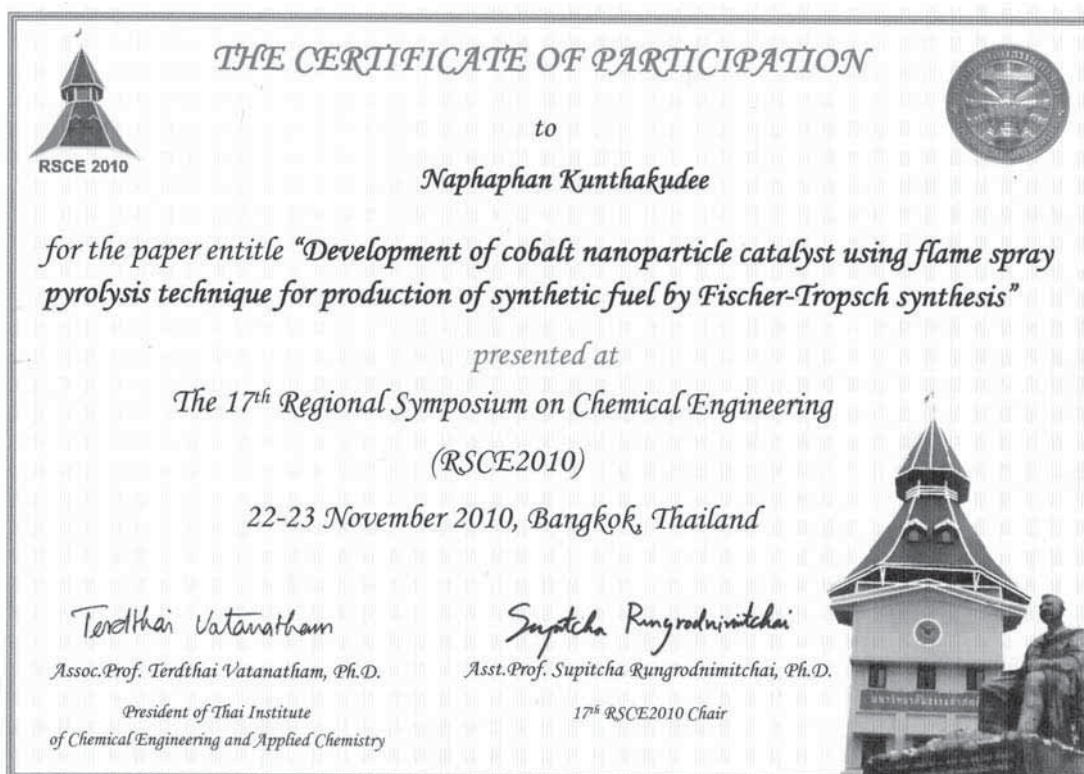 THE CERTIFICATE OF PARTICIPATION
RSCE 2010
to
Naphaphan Kunthakudee
for the paper entitle "Development of cobalt nanoparticle catalyst using flame spray
pyrolysis technique for production of synthetic fuel by Fischer-Tropsch synthesis"
presented at
The 17th Regional Symposium on Chemical Engineering
(RSCE2010)
22-23 November 2010, Bangkok, Thailand
Terdthai Vatanatham
Supitcha Rungrodnimitchai
Assoc.Prof. Terdthai Vatanatham, Ph.D.
Asst.Prof. Supitcha Rungrodnimitchai, Ph.D.
President of Thai Institute
17th RSCE2010 Chair
of Chemical Engineering and Applied Chemistry